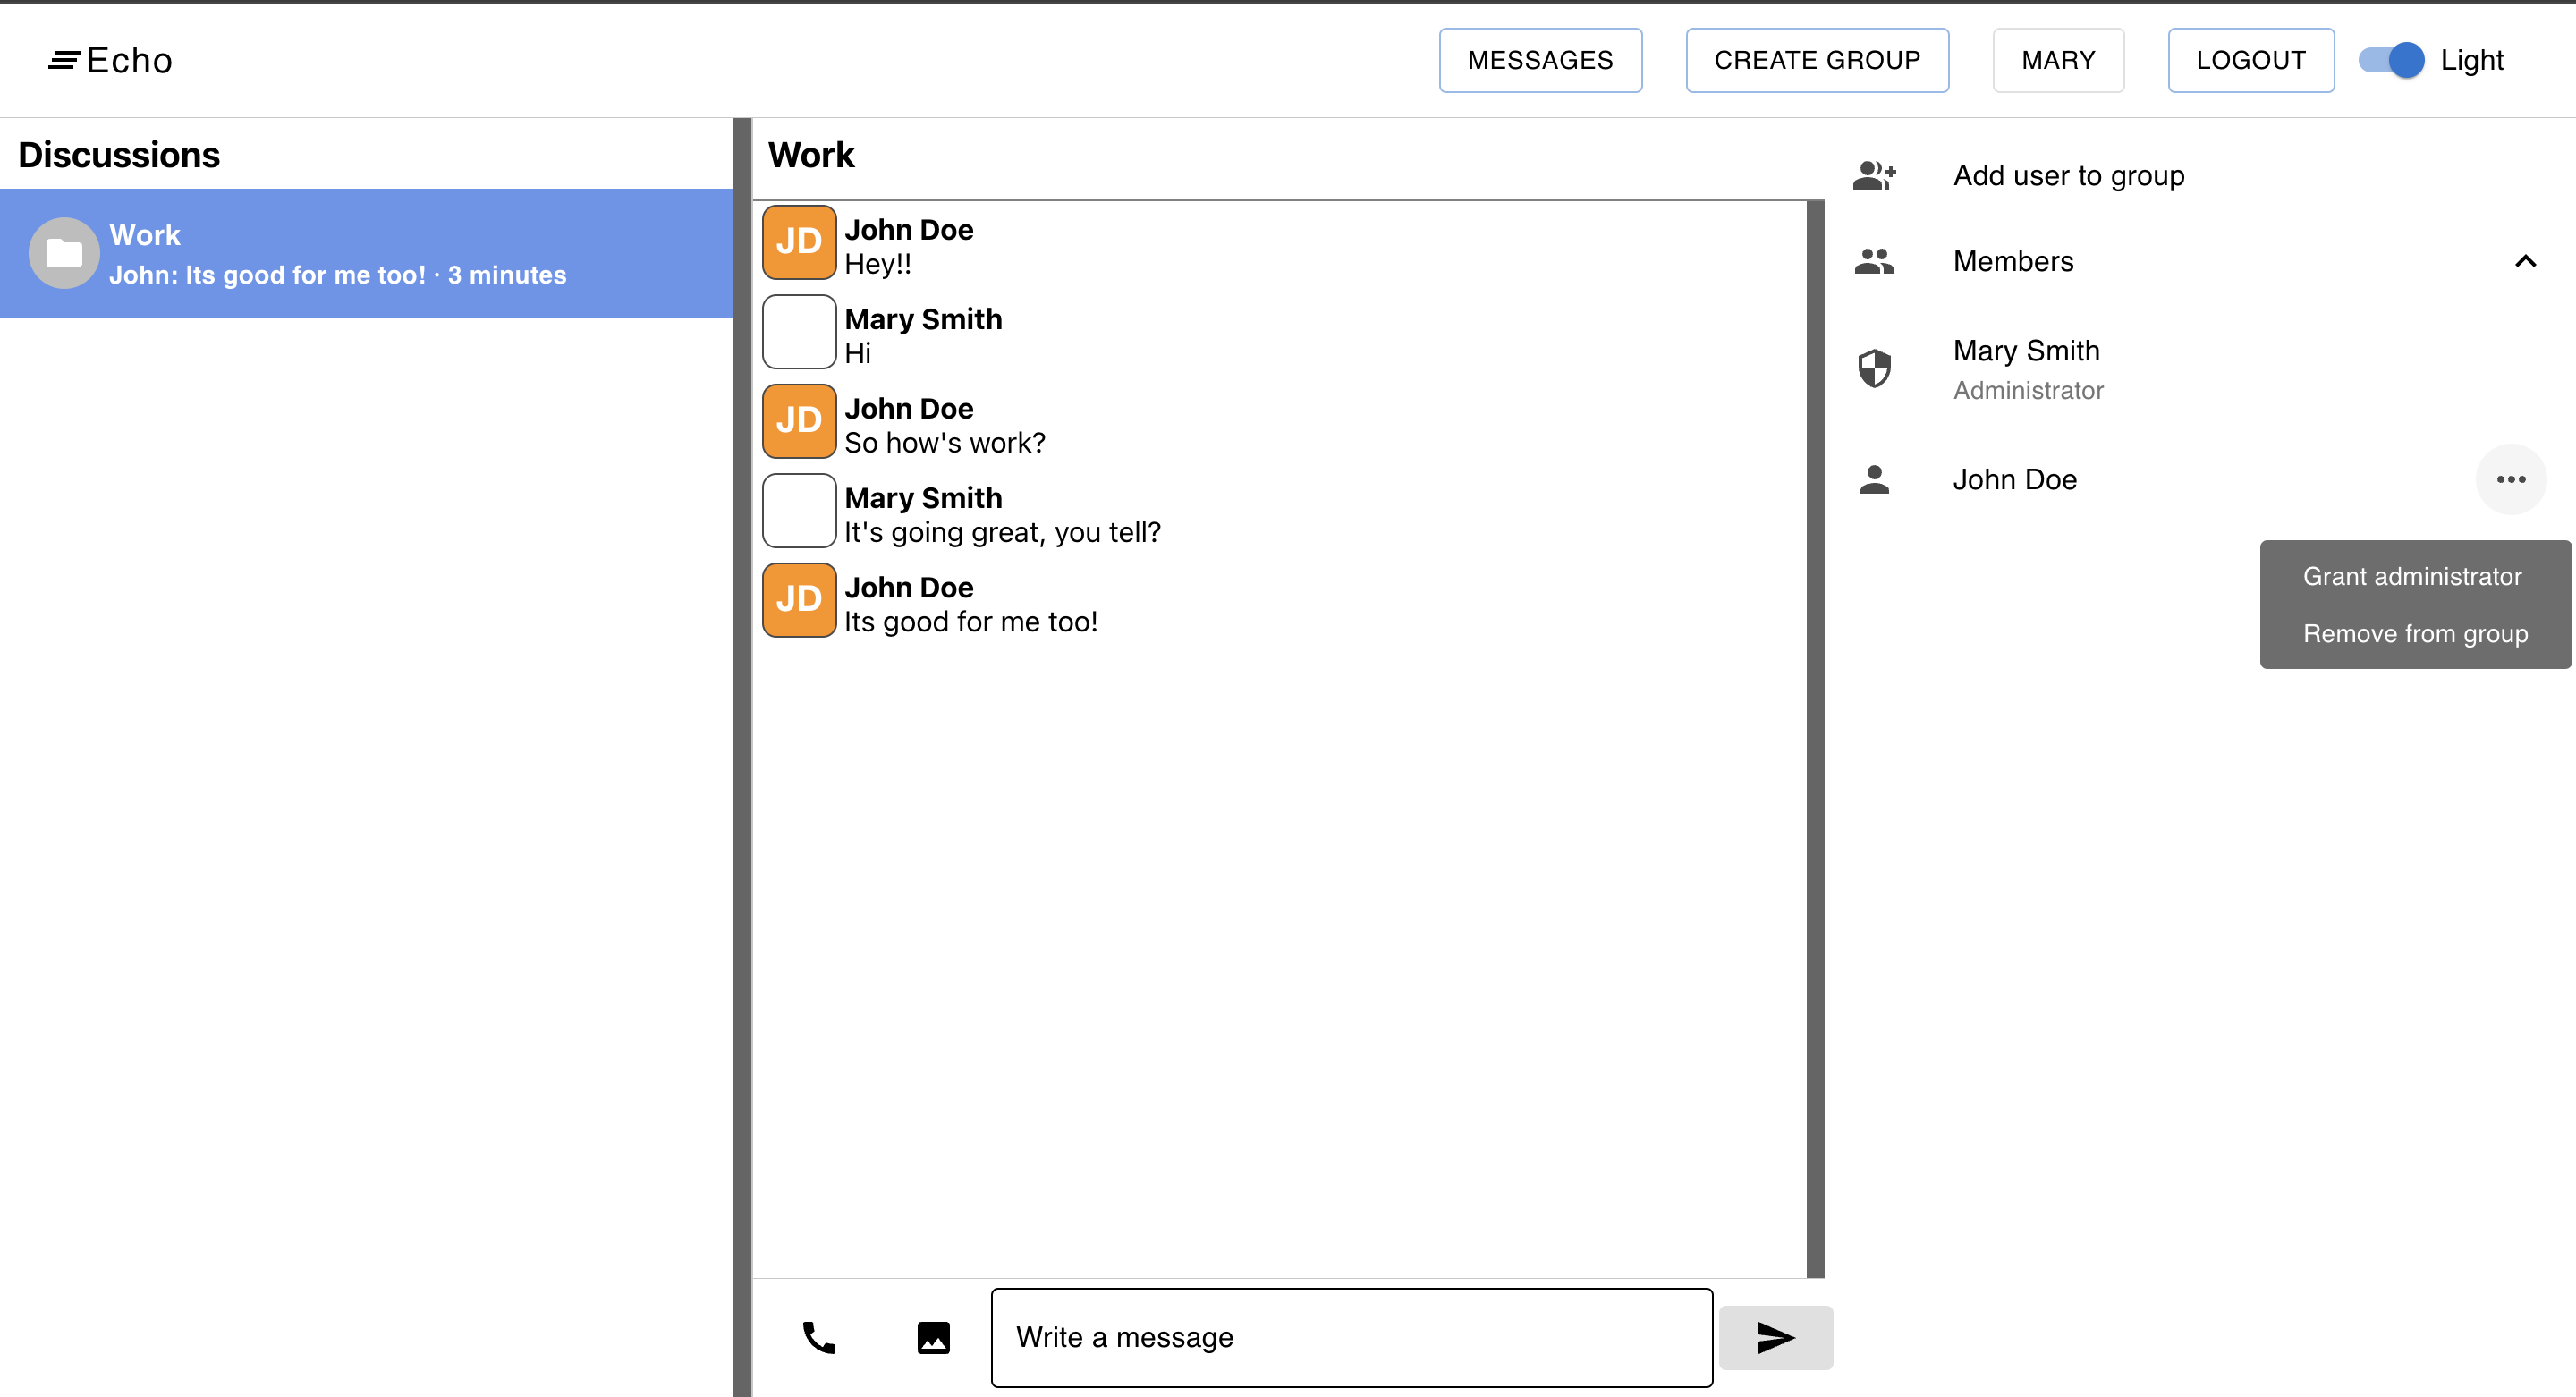 Echo
MESSAGES
CREATE GROUP
MARY
LOGOUT
Light
Discussions
Work
John: Its good for me too! · 3 minutes
Work
JD
John Doe
Hey!!
Mary Smith
Hi
JD
John Doe
So how's work?
Mary Smith
It's going great, you tell?
JD
John Doe
Its good for me too!
Write a message
Add user to group
Members
Mary Smith
Administrator
John Doe
Grant administrator
Remove from group